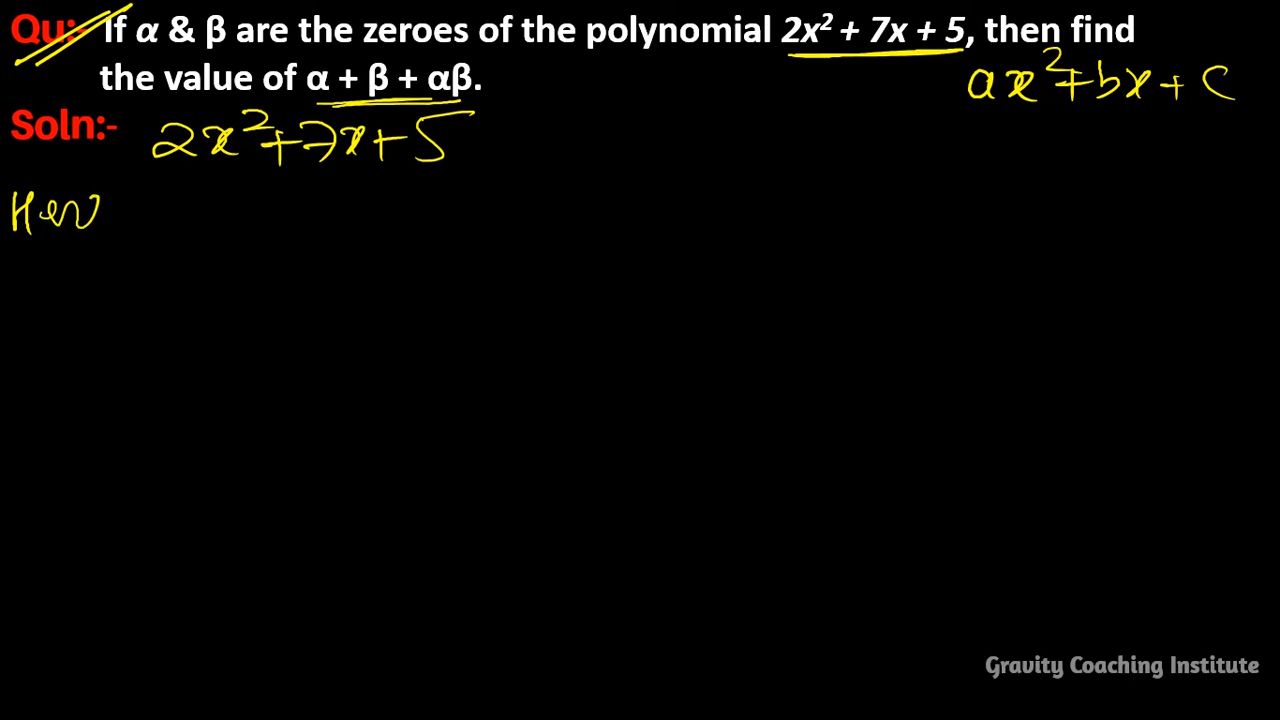 Qu:- If α & β are the zeroes of the polynomial 2x² + 7x + 5, then find
the value of α + β + αβ.
ax²+bx+c
Soln:- 2x²+7x+5
Gravity Coaching Institute